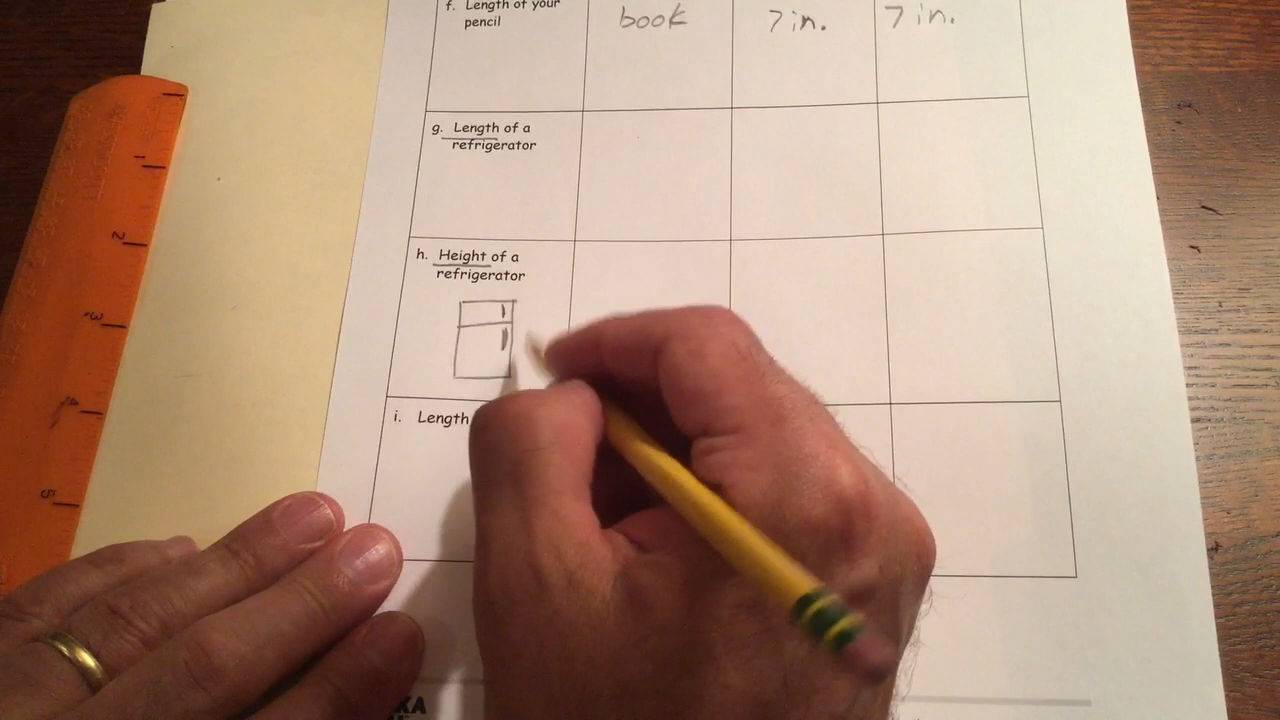 f. Length of your
pencil
book
7 in.
7 in.
g. Length of a
refrigerator
h. Height of a
refrigerator
i. Length
1
2
3
4
5